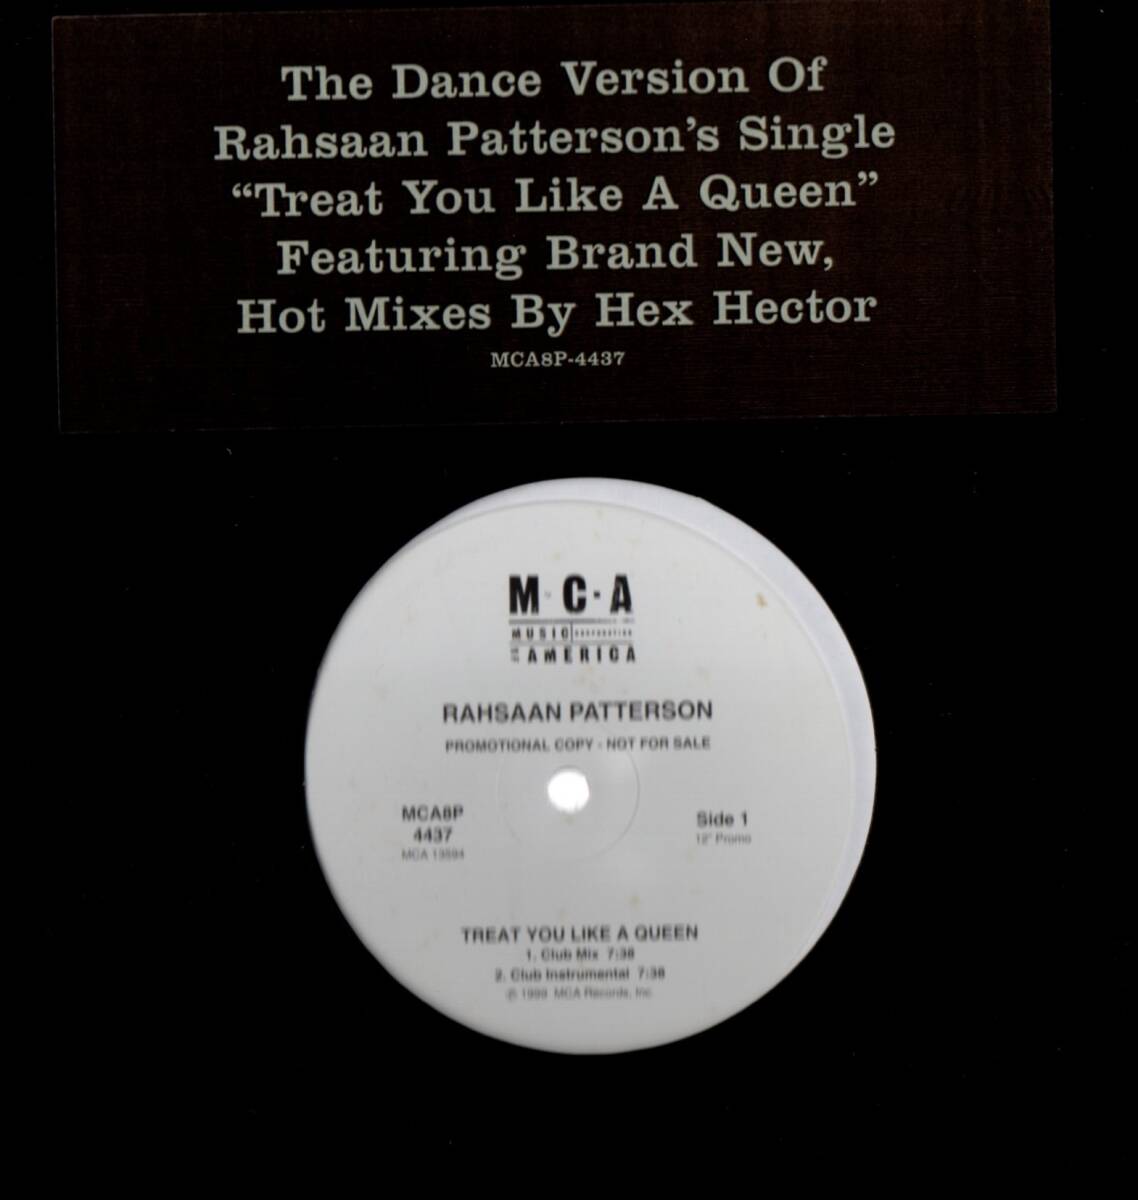 The Dance Version Of
Rahsaan Patterson's Single
“Treat You Like A Queen”
Featuring Brand New,
Hot Mixes By Hex Hector
MCA8P-4437
M·C·A
MUSIC
AMERICA
RAHSAAN PATTERSON
PROMOTIONAL COPY - NOT FOR SALE
MCA8P
4437
MCA 13594
Side 1
12" Promo
TREAT YOU LIKE A QUEEN
1. Club Mix 7:38
2. Club Instrumental 7:38
℗ 1999 MCA Records, Inc.